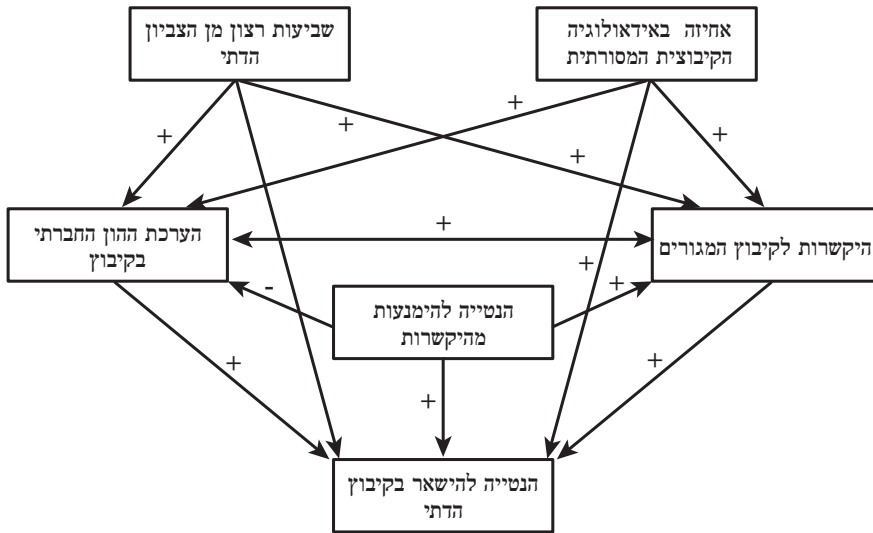 אחיזה באידאולוגיה
הקיבוצית המסורתית
שביעות רצון מן הצביון
הדתי
+
+
+
+
+
היקשרות לקיבוץ המגורים
+
הערכת ההון החברתי
בקיבוץ
+
+
-
הנטייה להימנעות
מהיקשרות
+
+
+
הנטייה להישאר בקיבוץ
הדתי